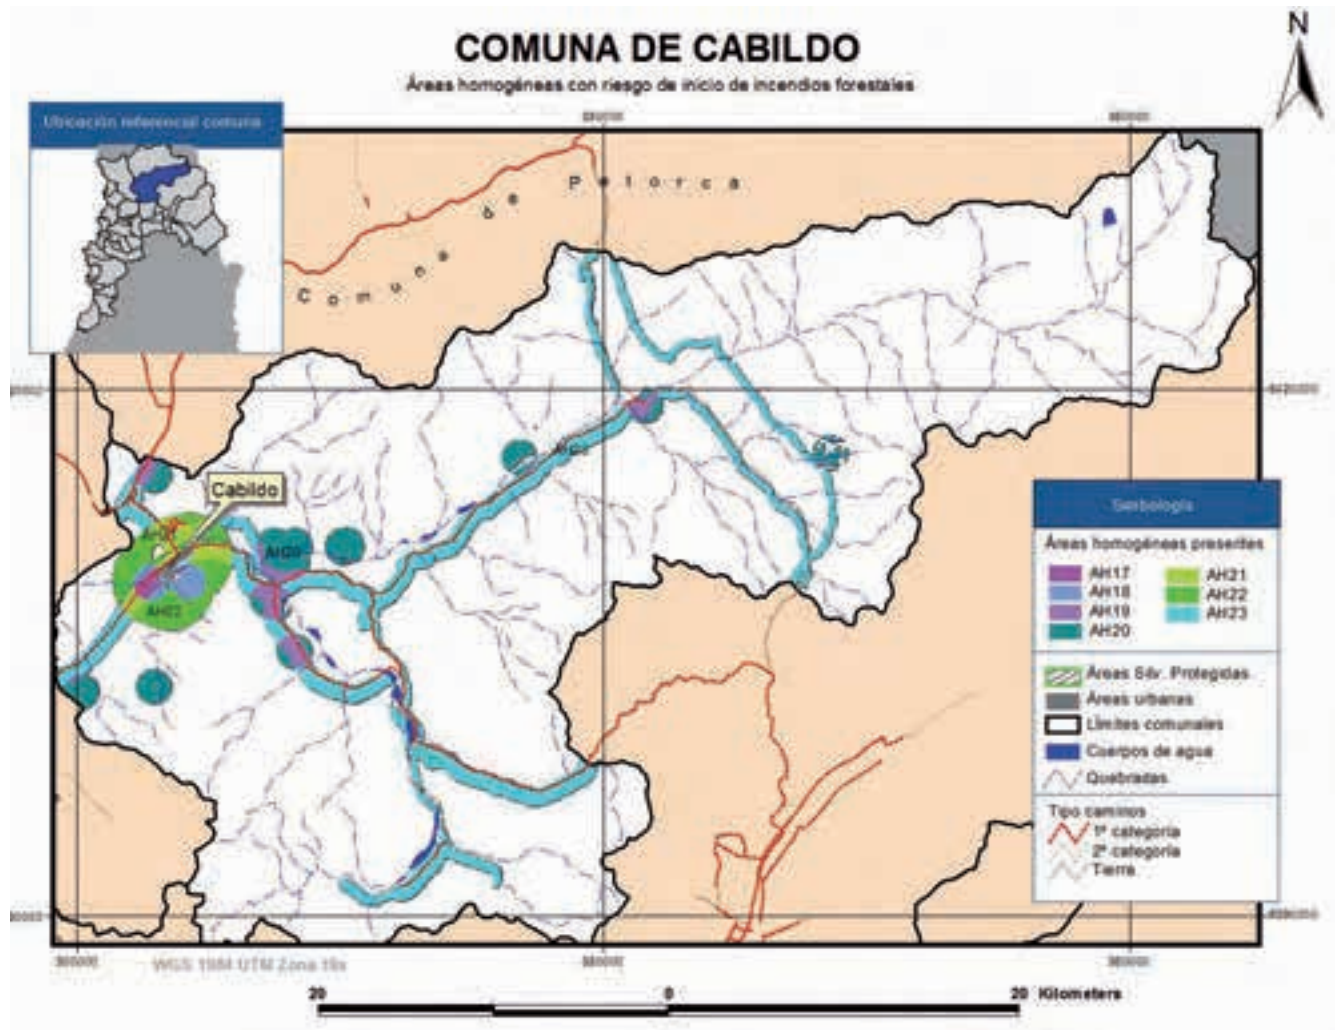 COMUNA DE CABILDO
Áreas homogéneas con riesgo de inicio de incendios forestales
N
Ubicación referencial comuna
Comuna de Petorca
Cabildo
AH20
AH22
Simbología
Áreas homogéneas presentes
AH17
AH18
AH19
AH20
AH21
AH22
AH23
Áreas Silv. Protegidas
Áreas urbanas
Límites comunales
Cuerpos de agua
Quebradas
Tipo caminos
1ª categoría
2ª categoría
Tierra
WGS 1984 UTM Zona 19s
20 0 20 Kilometers